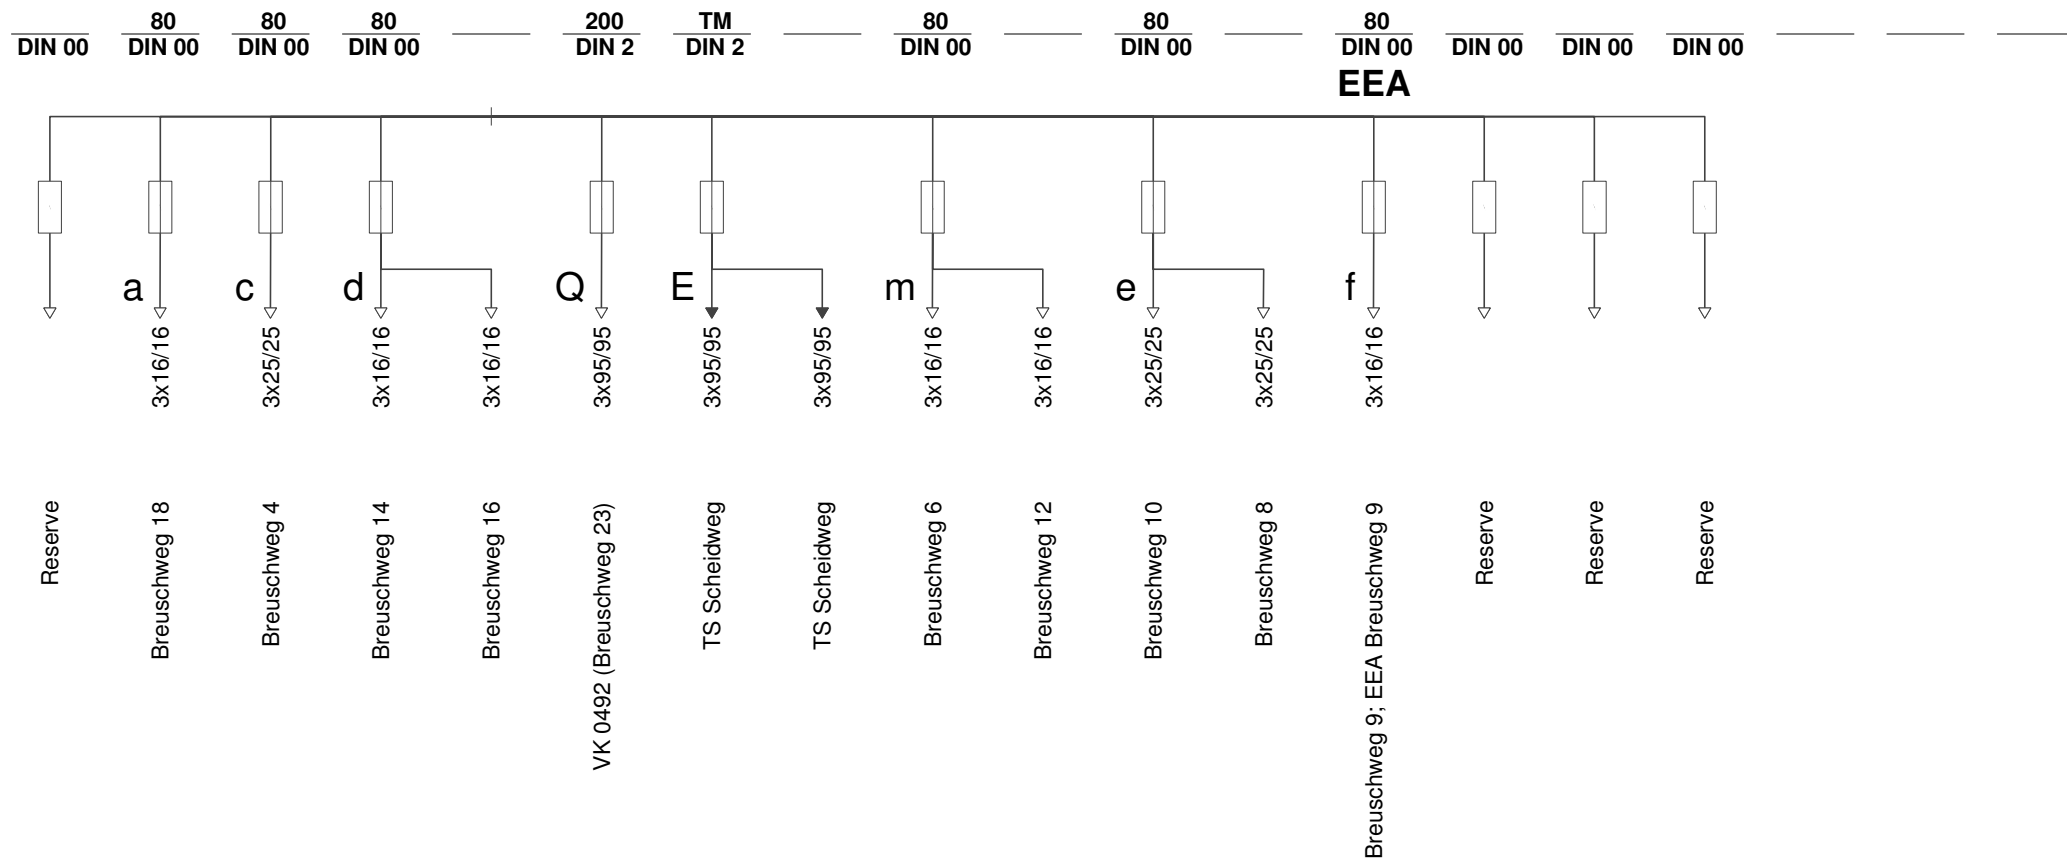 80 80 80 200 TM 80 80 80
DIN 00 DIN 00 DIN 00 DIN 00 DIN 2 DIN 2 DIN 00 DIN 00 DIN 00 DIN 00 DIN 00 DIN 00
EEA
a c d Q E m e f
3x16/16
3x25/25
3x16/16
3x16/16
3x95/95
3x95/95
3x95/95
3x16/16
3x16/16
3x25/25
3x25/25
3x16/16
Reserve
Breuschweg 18
Breuschweg 4
Breuschweg 14
Breuschweg 16
VK 0492 (Breuschweg 23)
TS Scheidweg
TS Scheidweg
Breuschweg 6
Breuschweg 12
Breuschweg 10
Breuschweg 8
Breuschweg 9; EEA Breuschweg 9
Reserve
Reserve
Reserve